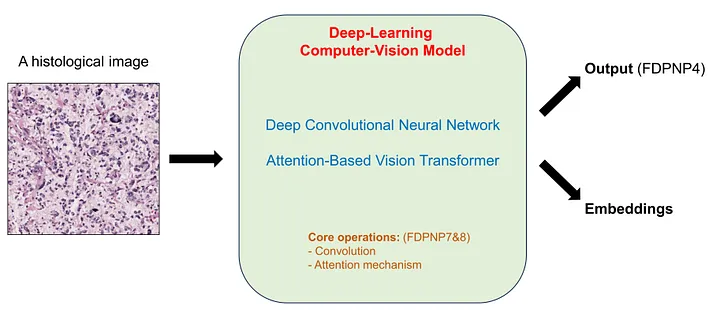 A histological image
Deep-Learning
Computer-Vision Model
Deep Convolutional Neural Network
Attention-Based Vision Transformer
Core operations: (FDPNP7&8)
- Convolution
- Attention mechanism
Output (FDPNP4)
Embeddings